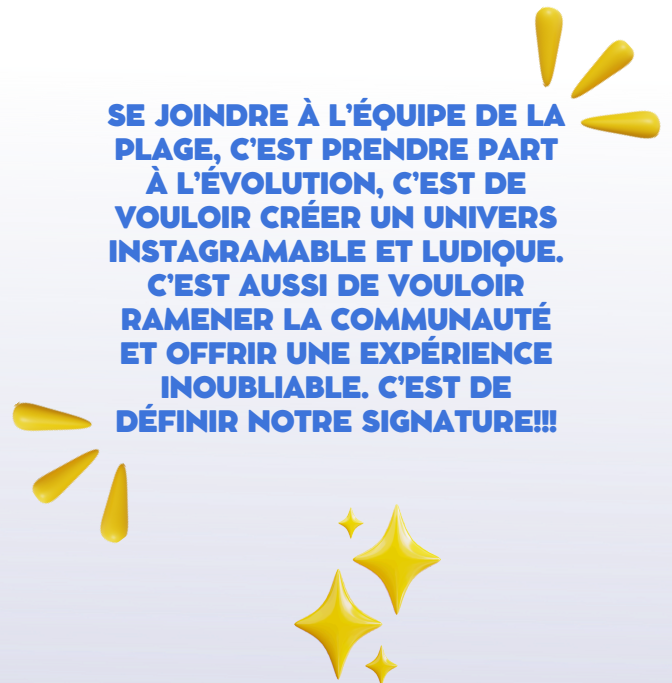 SE JOINDRE À L'ÉQUIPE DE LA
PLAGE, C'EST PRENDRE PART
À L'ÉVOLUTION, C'EST DE
VOULOIR CRÉER UN UNIVERS
INSTAGRAMABLE ET LUDIQUE.
C'EST AUSSI DE VOULOIR
RAMENER LA COMMUNAUTÉ
ET OFFRIR UNE EXPÉRIENCE
INOUBLIABLE. C'EST DE
DÉFINIR NOTRE SIGNATURE!!!